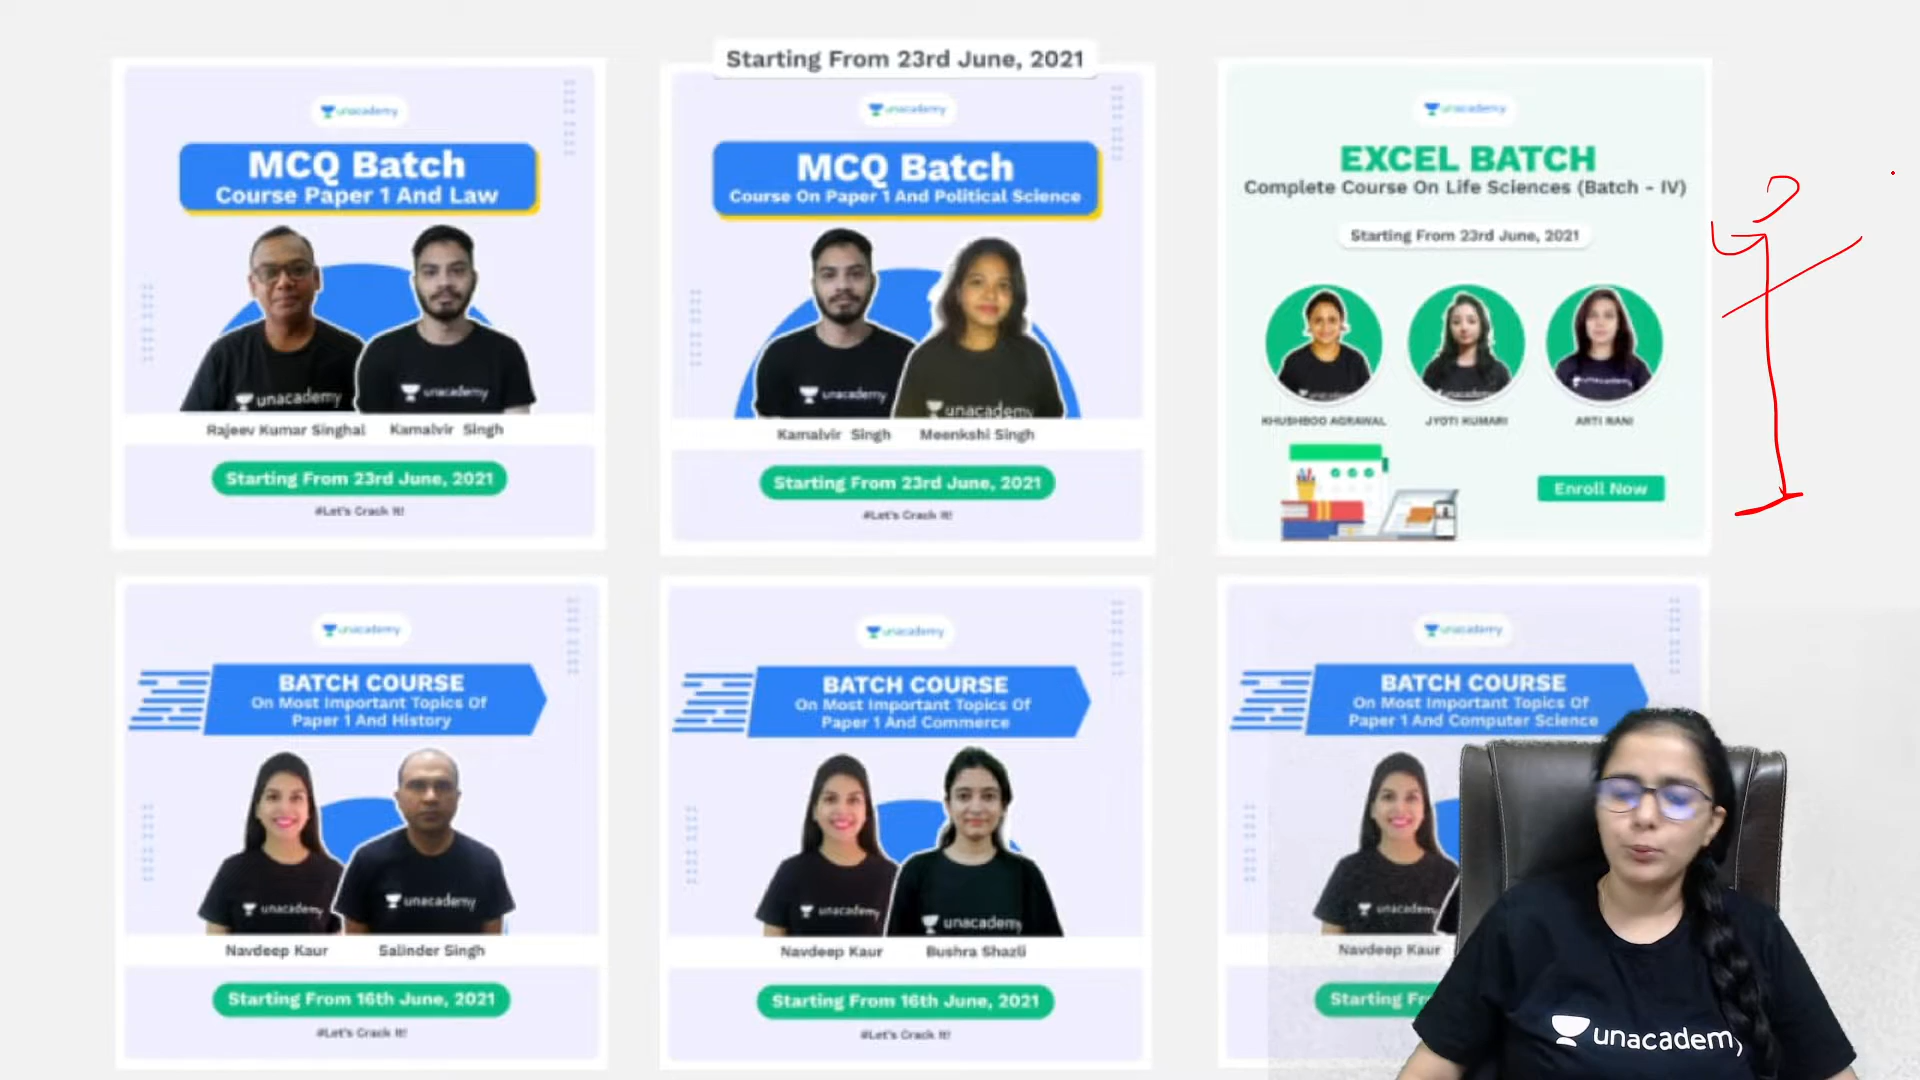 Starting From 23rd June, 2021
unacademy
MCQ Batch
Course Paper 1 And Law
unacademy
unacademy
Rajeev Kumar Singhal
Kamalvir Singh
Starting From 23rd June, 2021
#Let's Crack It!
unacademy
MCQ Batch
Course On Paper 1 And Political Science
unacademy
unacademy
Kamalvir Singh
Meenkshi Singh
Starting From 23rd June, 2021
#Let's Crack It!
unacademy
EXCEL BATCH
Complete Course On Life Sciences (Batch - IV)
Starting From 23rd June, 2021
unacademy
unacademy
unacademy
KHUSHBOO AGRAWAL
JYOTI KUMARI
ARTI RANI
Enroll Now
unacademy
BATCH COURSE
On Most Important Topics Of
Paper 1 And History
unacademy
unacademy
Navdeep Kaur
Salinder Singh
Starting From 16th June, 2021
#Let's Crack It!
unacademy
BATCH COURSE
On Most Important Topics Of
Paper 1 And Commerce
unacademy
unacademy
Navdeep Kaur
Bushra Shazli
Starting From 16th June, 2021
#Let's Crack It!
unacademy
BATCH COURSE
On Most Important Topics Of
Paper 1 And Computer Science
unacademy
Navdeep Kaur
Starting Fr
unacademy